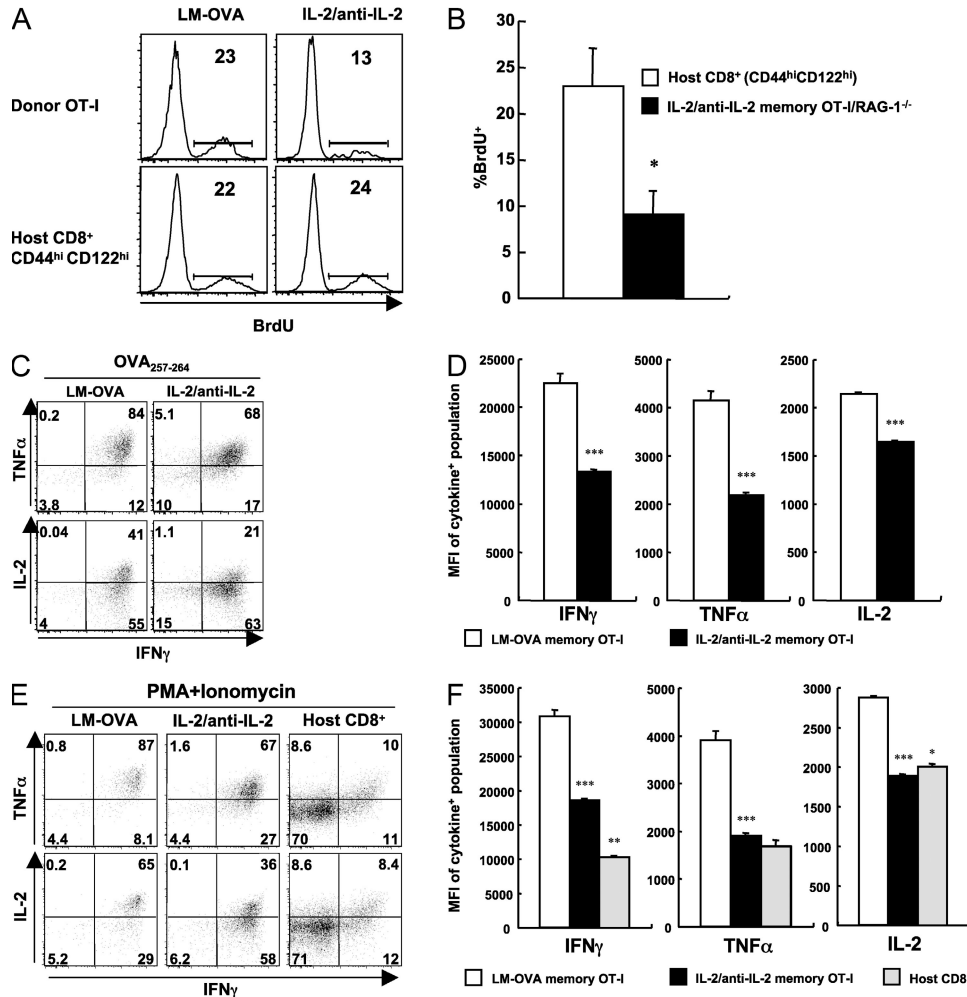 A
LM-OVA IL-2/anti-IL-2
Donor OT-I
23 13
Host CD8+
CD44hi CD122hi
22 24
BrdU
B
%BrdU+
30
25
20
15
10
5
0
*
Host CD8+ (CD44hiCD122hi)
IL-2/anti-IL-2 memory OT-I/RAG-1-/-
C
OVA257-264
LM-OVA IL-2/anti-IL-2
TNFα
0.2 84 5.1 68
3.8 12 10 17
IL-2
0.04 41 1.1 21
4 55 15 63
IFNγ
D
MFI of cytokine+ population
25000
20000
15000
10000
5000
0
***
IFNγ
5000
4000
3000
2000
1000
0
***
TNFα
2500
2000
1500
1000
500
0
***
IL-2
LM-OVA memory OT-I IL-2/anti-IL-2 memory OT-I
E
PMA+Ionomycin
LM-OVA IL-2/anti-IL-2 Host CD8+
TNFα
0.8 87 1.6 67 8.6 10
4.4 8.1 4.4 27 70 11
IL-2
0.2 65 0.1 36 8.6 8.4
5.2 29 6.2 58 71 12
IFNγ
F
MFI of cytokine+ population
35000
30000
25000
20000
15000
10000
5000
0
***
**
IFNγ
5000
4000
3000
2000
1000
0
***
TNFα
3000
2500
2000
1500
1000
500
0
***
*
IL-2
LM-OVA memory OT-I IL-2/anti-IL-2 memory OT-I Host CD8